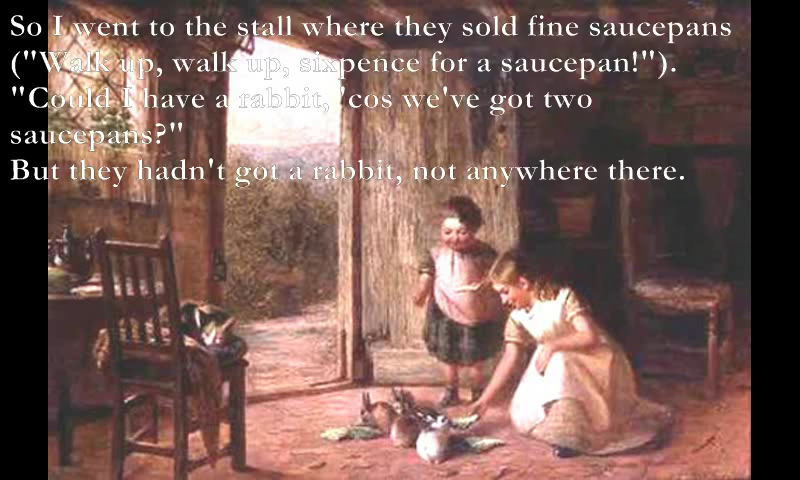 So I went to the stall where they sold fine saucepans
("Walk up, walk up, sixpence for a saucepan!").
"Could I have a rabbit, 'cos we've got two
saucepans?"
But they hadn't got a rabbit, not anywhere there.